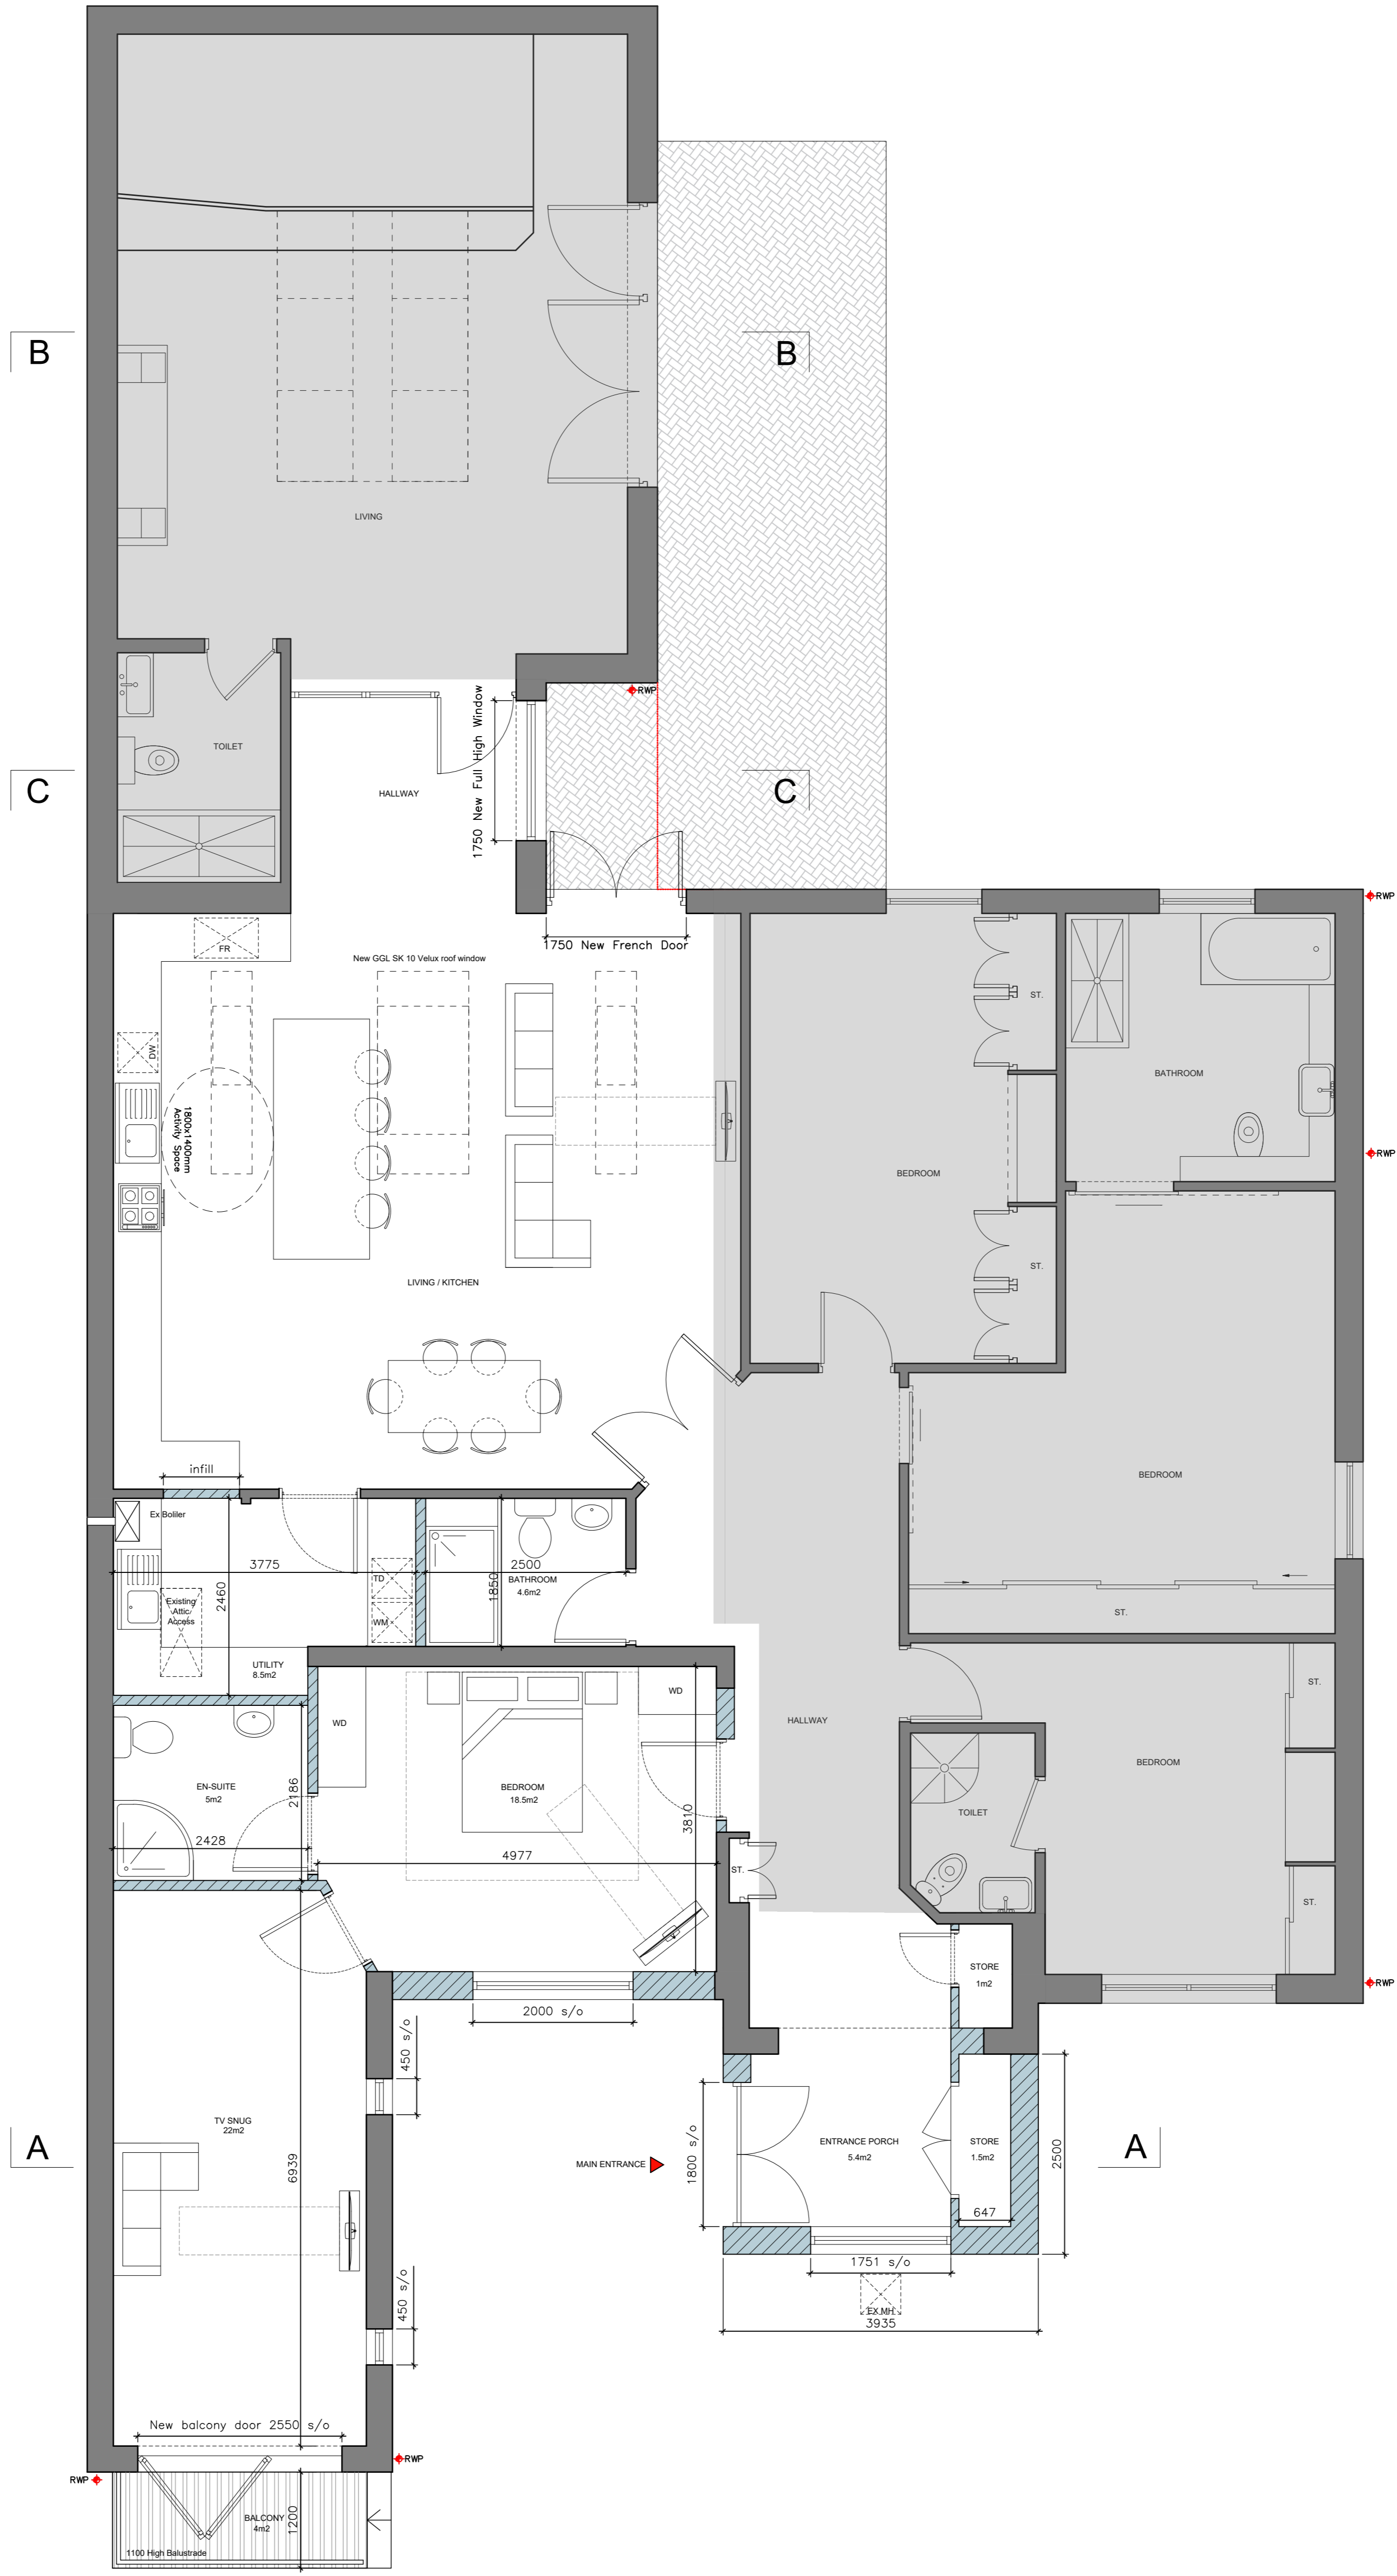 B
B
LIVING
RWP
1750 New Full High Window
TOILET
C
HALLWAY
C
RWP
1750 New French Door
FR
New GGL SK 10 Velux roof window
ST.
DW
BATHROOM
1800x1400mm
Activity Space
RWP
BEDROOM
ST.
LIVING / KITCHEN
infill
BEDROOM
Ex Boliler
3775
2500
TD
BATHROOM
4.6m2
1850
2460
Existing
Attic
Access
WM
ST.
UTILITY
8.5m2
WD
WD
ST.
HALLWAY
BEDROOM
EN-SUITE
5m2
2186
BEDROOM
18.5m2
3810
TOILET
2428
4977
ST.
ST.
STORE
1m2
RWP
2000 s/o
450 s/o
TV SNUG
22m2
A
ENTRANCE PORCH
5.4m2
STORE
1.5m2
A
MAIN ENTRANCE
1800 s/o
2500
6939
647
1751 s/o
450 s/o
EX.MH.
3935
New balcony door 2550 s/o
RWP
RWP
BALCONY
4m2
1200
1100 High Balustrade